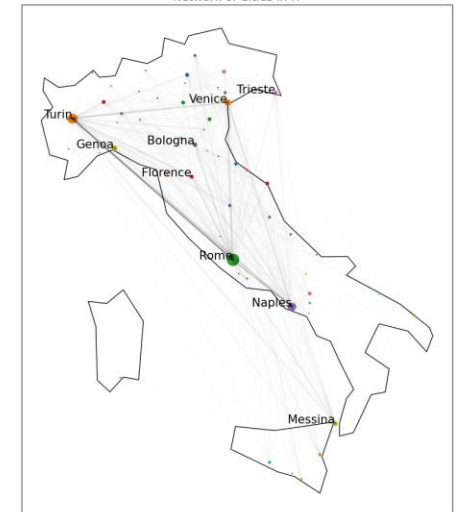 Trieste
Venice
Turin
Bologna
Genoa
Florence
Rome
Naples
Messina